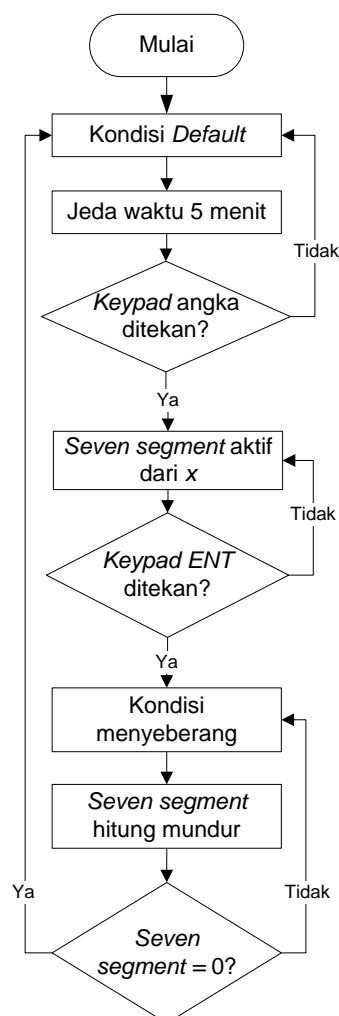 Mulai
Kondisi Default
Jeda waktu 5 menit
Tidak
Keypad angka
ditekan?
Ya
Seven segment aktif
dari x
Tidak
Keypad ENT
ditekan?
Ya
Kondisi
menyeberang
Seven segment
hitung mundur
Ya
Tidak
Seven
segment = 0?